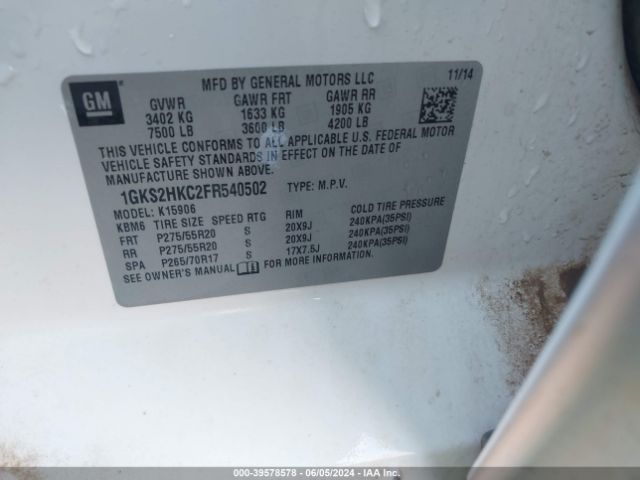 GM
MFD BY GENERAL MOTORS LLC 11/14
GVWR GAWR FRT GAWR RR
3402 KG 1633 KG 1905 KG
7500 LB 3600 LB 4200 LB
THIS VEHICLE CONFORMS TO ALL APPLICABLE U.S. FEDERAL MOTOR
VEHICLE SAFETY STANDARDS IN EFFECT ON THE DATE OF
MANUFACTURE SHOWN ABOVE.
1GKS2HKC2FR540502 TYPE: M.P.V.
MODEL: K15906
KBM6 TIRE SIZE SPEED RTG RIM COLD TIRE PRESSURE
FRT P275/55R20 S 20X9J 240KPA(35PSI)
RR P275/55R20 S 20X9J 240KPA(35PSI)
SPA P265/70R17 S 17X7.5J 240KPA(35PSI)
SEE OWNER'S MANUAL FOR MORE INFORMATION.
000-39578578 - 06/05/2024 - IAA Inc.